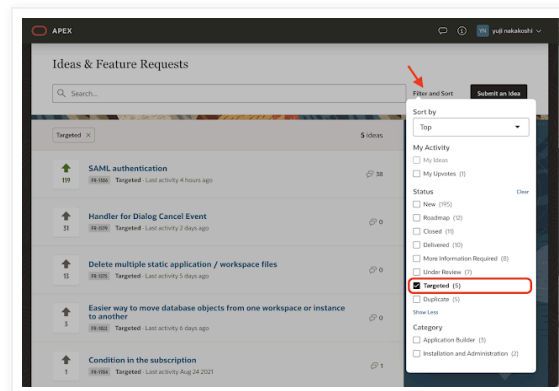 APEX
YN yuji nakakoshi
Ideas & Feature Requests
Search...
Filter and Sort
Submit an Idea
Targeted
5 ideas
SAML authentication
119
FR-1106 Targeted · Last activity 4 hours ago
38
Handler for Dialog Cancel Event
31
Targeted · Last activity 2 days ago
0
Delete multiple static application / workspace files
13
Targeted · Last activity 5 days ago
0
Easier way to move database objects from one workspace or instance
to another
3
Targeted · Last activity 6 days ago
0
Condition in the subscription
1
Targeted · Last activity Aug 24 2021
1
Sort by
Top
My Activity
My Ideas
My Upvotes (1)
Status
Clear
New (195)
Roadmap (12)
Closed (11)
Delivered (10)
More Information Required (8)
Under Review (7)
Targeted (5)
Duplicate (5)
Show Less
Category
Application Builder (3)
Installation and Administration (2)